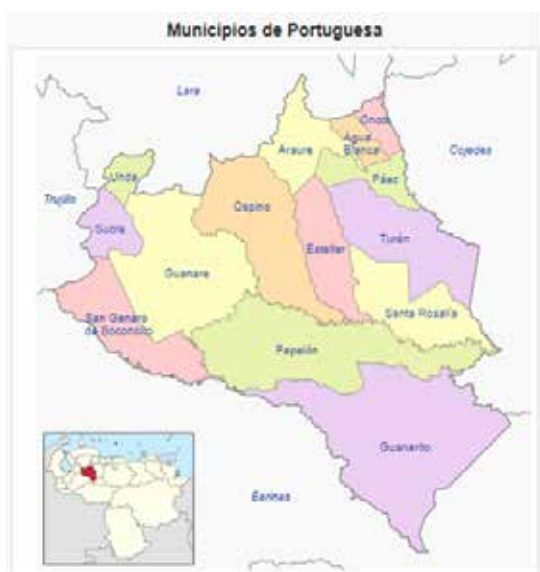 Municipios de Portuguesa
Lara
Onoto
Agua
Blanca
Araure
Cojedes
Páez
Unda
Trujillo
Ospino
Sucre
Turén
Esteller
Guanare
Santa Rosalía
San Genaro
de Boconoito
Papelón
Guanarito
Barinas